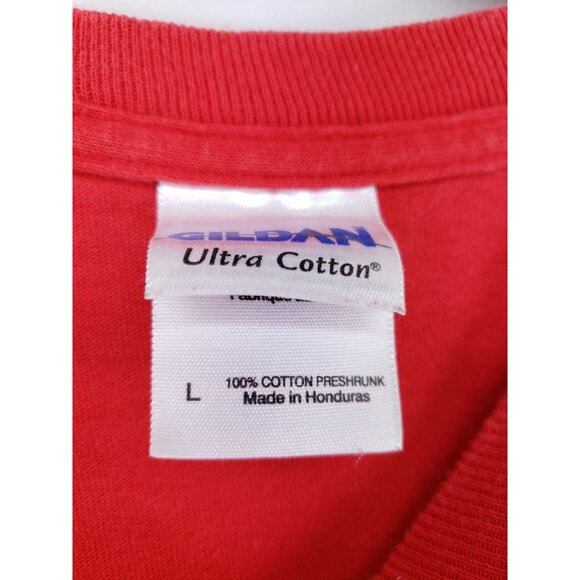 GILDAN
Ultra Cotton®
L
100% COTTON PRESHRUNK
Made in Honduras